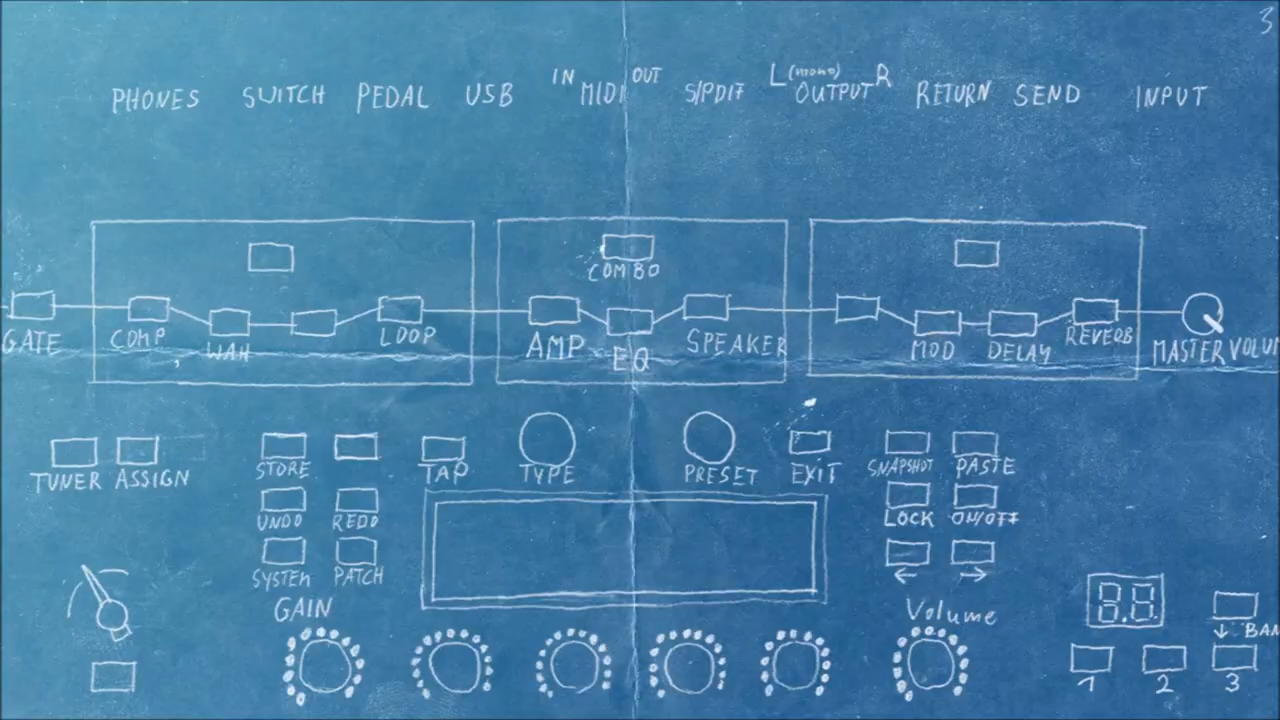 3
PHONES SWITCH PEDAL USB IN MIDI OUT S/PDIF L (mono) R OUTPUT RETURN SEND INPUT
COMBO
GATE COMP WAH LOOP AMP EQ SPEAKER MOD DELAY REVERB MASTER VOLUM
TUNER ASSIGN STORE TAP TYPE PRESET EXIT SNAPSHOT PASTE
UNDO REDO LOCK ON/OFF
SYSTEM PATCH ← →
GAIN Volume
8.8.
↓ BAN
1 2 3